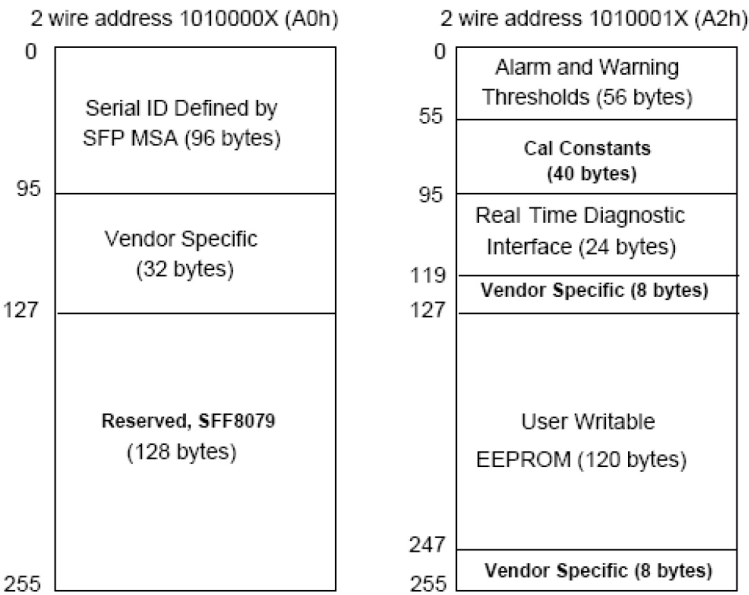 2 wire address 1010000X (A0h)
0
Serial ID Defined by
SFP MSA (96 bytes)
95
Vendor Specific
(32 bytes)
127
Reserved, SFF8079
(128 bytes)
255
2 wire address 1010001X (A2h)
0
Alarm and Warning
Thresholds (56 bytes)
55
Cal Constants
(40 bytes)
95
Real Time Diagnostic
Interface (24 bytes)
119
Vendor Specific (8 bytes)
127
User Writable
EEPROM (120 bytes)
247
Vendor Specific (8 bytes)
255